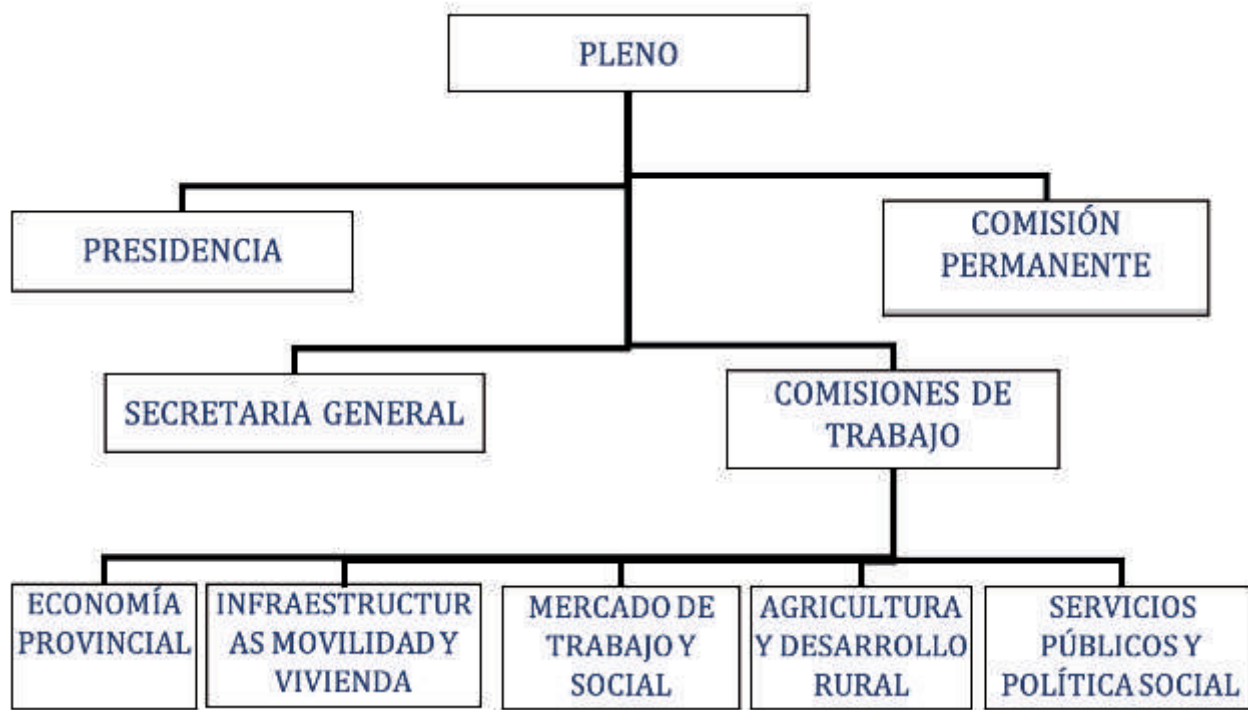 PLENO
PRESIDENCIA
COMISIÓN
PERMANENTE
SECRETARIA GENERAL
COMISIONES DE
TRABAJO
ECONOMÍA
PROVINCIAL
INFRAESTRUCTUR
AS MOVILIDAD Y
VIVIENDA
MERCADO DE
TRABAJO Y
SOCIAL
AGRICULTURA
Y DESARROLLO
RURAL
SERVICIOS
PÚBLICOS Y
POLÍTICA SOCIAL